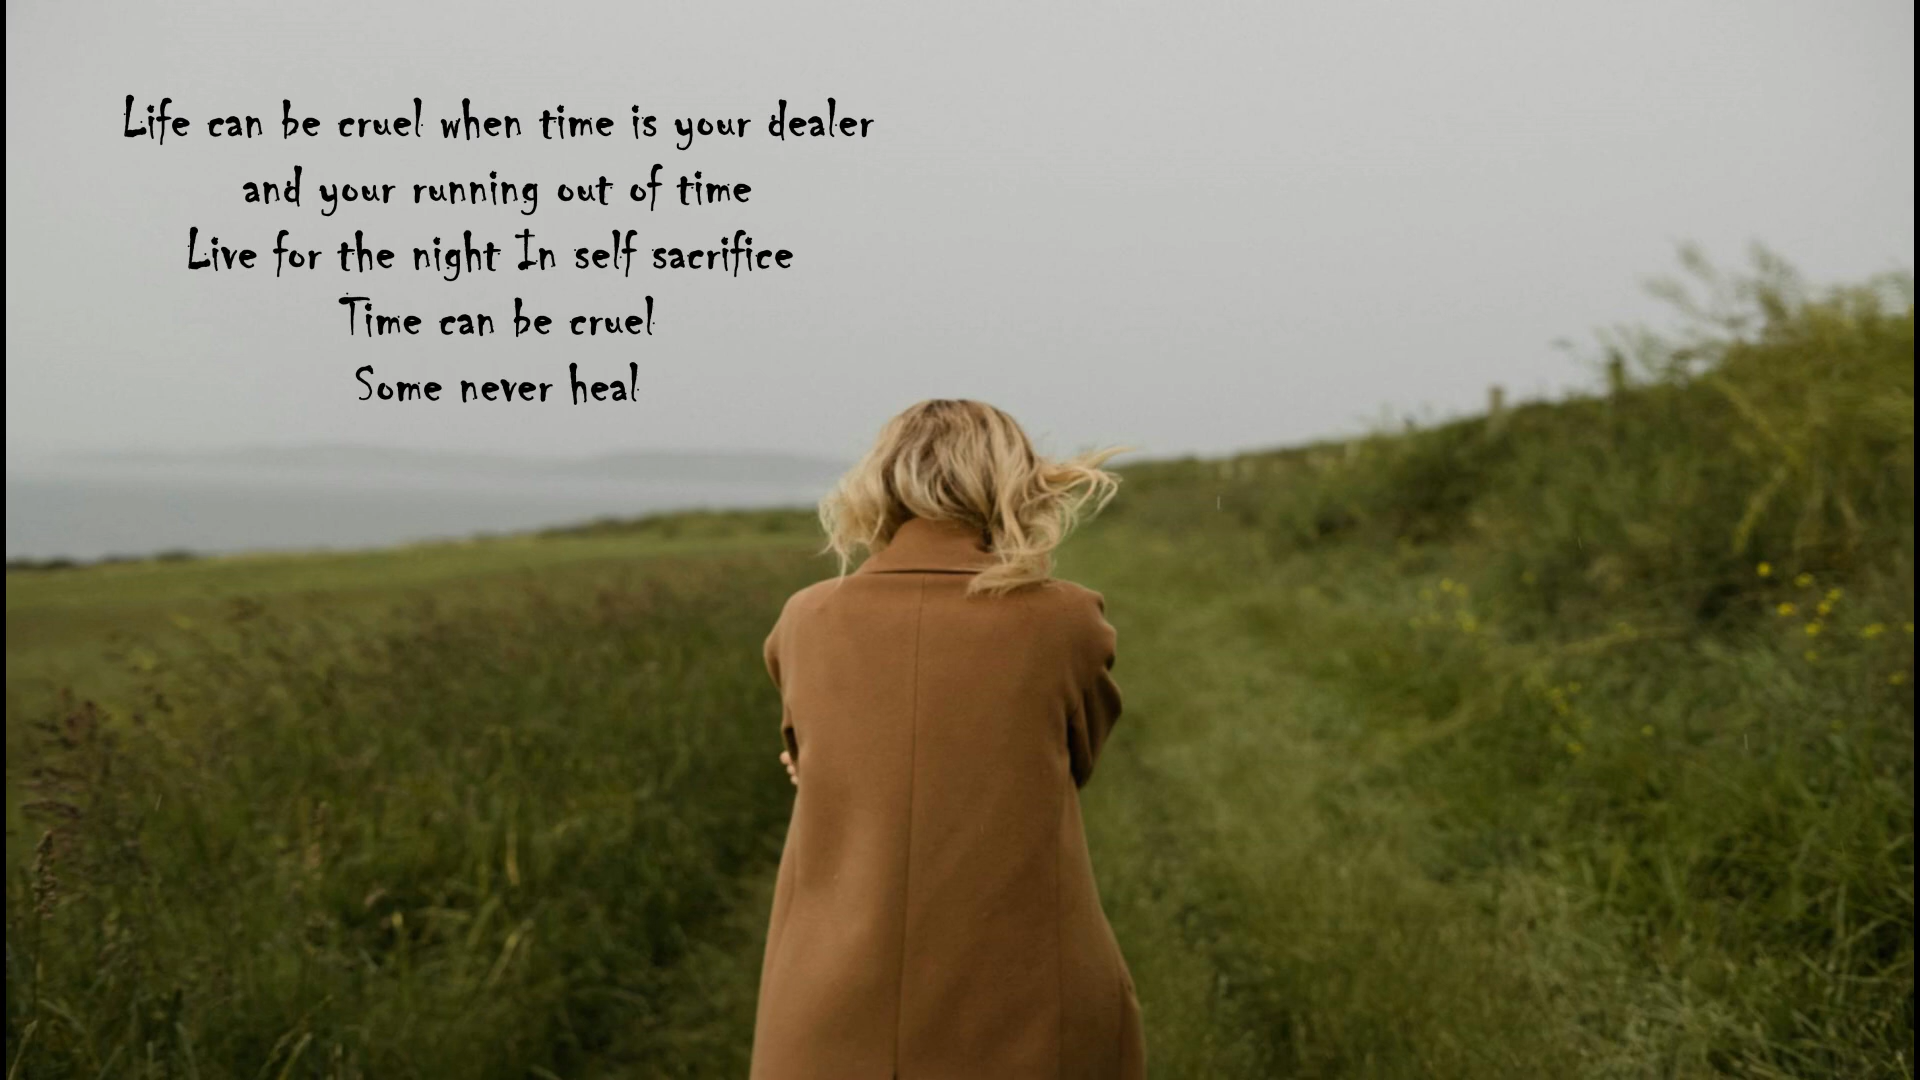 Life can be cruel when time is your dealer
and your running out of time
Live for the night In self sacrifice
Time can be cruel
Some never heal